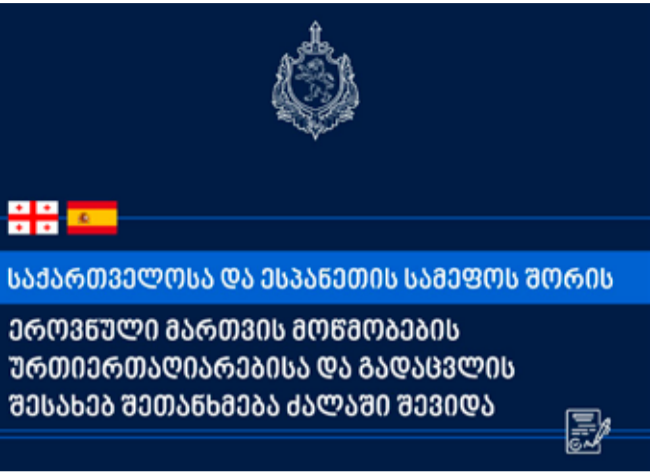 საქართველოსა და ესპანეთის სამეფოს შორის
ეროვნული მართვის მოწმობების
ურთიერთაღიარებისა და გადაცვლის
შესახებ შეთანხმება ძალაში შევიდა